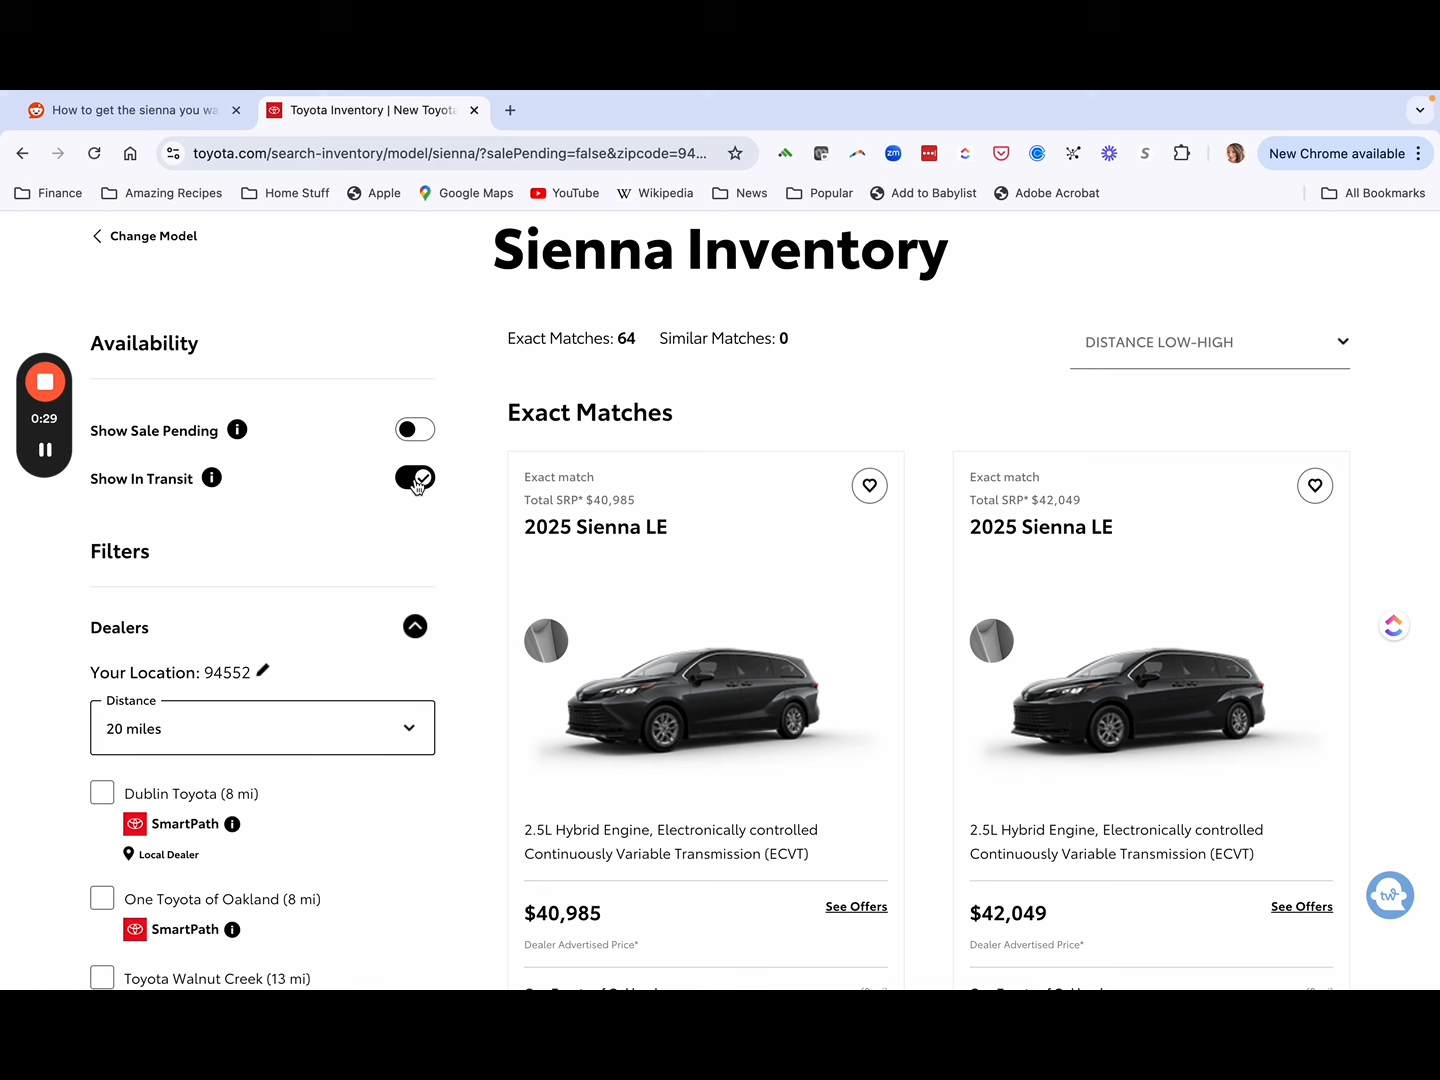 How to get the sienna you wa
Toyota Inventory | New Toyota
toyota.com/search-inventory/model/sienna/?salePending=false&zipcode=94...
zm
S
New Chrome available
Finance
Amazing Recipes
Home Stuff
Apple
Google Maps
YouTube
Wikipedia
News
Popular
Add to Babylist
Adobe Acrobat
All Bookmarks
Change Model
Sienna Inventory
Availability
Exact Matches: 64 Similar Matches: 0
DISTANCE LOW-HIGH
0:29
Show Sale Pending
Show In Transit
Exact Matches
Exact match
Total SRP* $40,985
2025 Sienna LE
Exact match
Total SRP* $42,049
2025 Sienna LE
Filters
Dealers
Your Location: 94552
Distance
20 miles
Dublin Toyota (8 mi)
SmartPath
Local Dealer
One Toyota of Oakland (8 mi)
SmartPath
Toyota Walnut Creek (13 mi)
2.5L Hybrid Engine, Electronically controlled
Continuously Variable Transmission (ECVT)
$40,985
See Offers
Dealer Advertised Price*
2.5L Hybrid Engine, Electronically controlled
Continuously Variable Transmission (ECVT)
$42,049
See Offers
Dealer Advertised Price*
tw